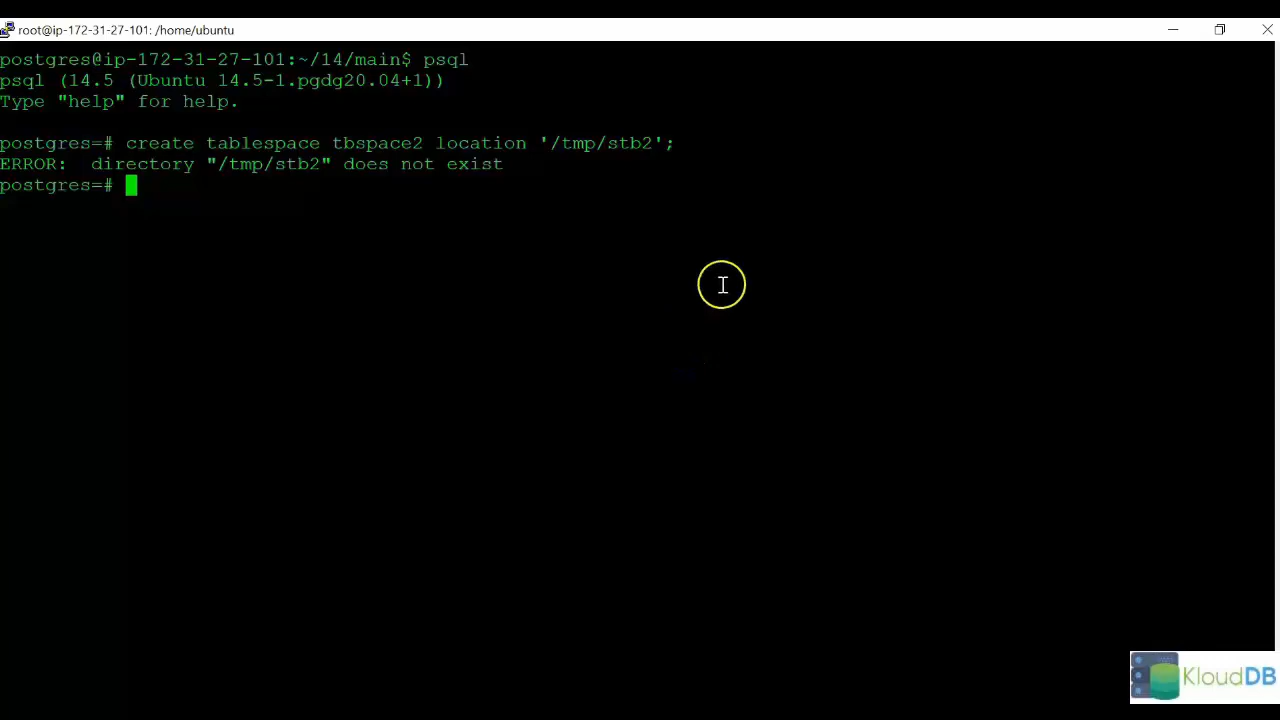 root@ip-172-31-27-101: /home/ubuntu
postgres@ip-172-31-27-101:~/14/main$ psql
psql (14.5 (Ubuntu 14.5-1.pgdg20.04+1))
Type "help" for help.
postgres=# create tablespace tbspace2 location '/tmp/stb2';
ERROR:  directory "/tmp/stb2" does not exist
postgres=#
KloudDB